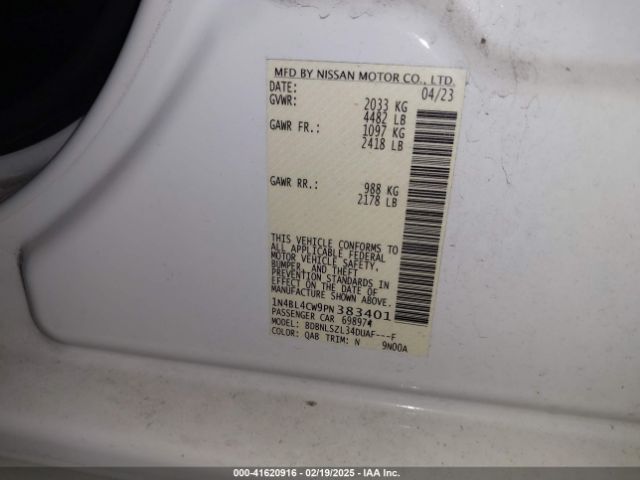 MFD BY NISSAN MOTOR CO., LTD.
DATE: 04/23
GVWR: 2033 KG
4482 LB
GAWR FR.: 1097 KG
2418 LB
GAWR RR.: 988 KG
2178 LB
THIS VEHICLE CONFORMS TO
ALL APPLICABLE FEDERAL
MOTOR VEHICLE SAFETY,
BUMPER, AND THEFT
PREVENTION STANDARDS IN
EFFECT ON THE DATE OF
MANUFACTURE SHOWN ABOVE.
1N4BL4CW9PN383401
PASSENGER CAR 69897
MODEL: BDBNLSZL34DUAF---F
COLOR: QAB TRIM: N 9N00A
000-41620916 - 02/19/2025 - IAA Inc.